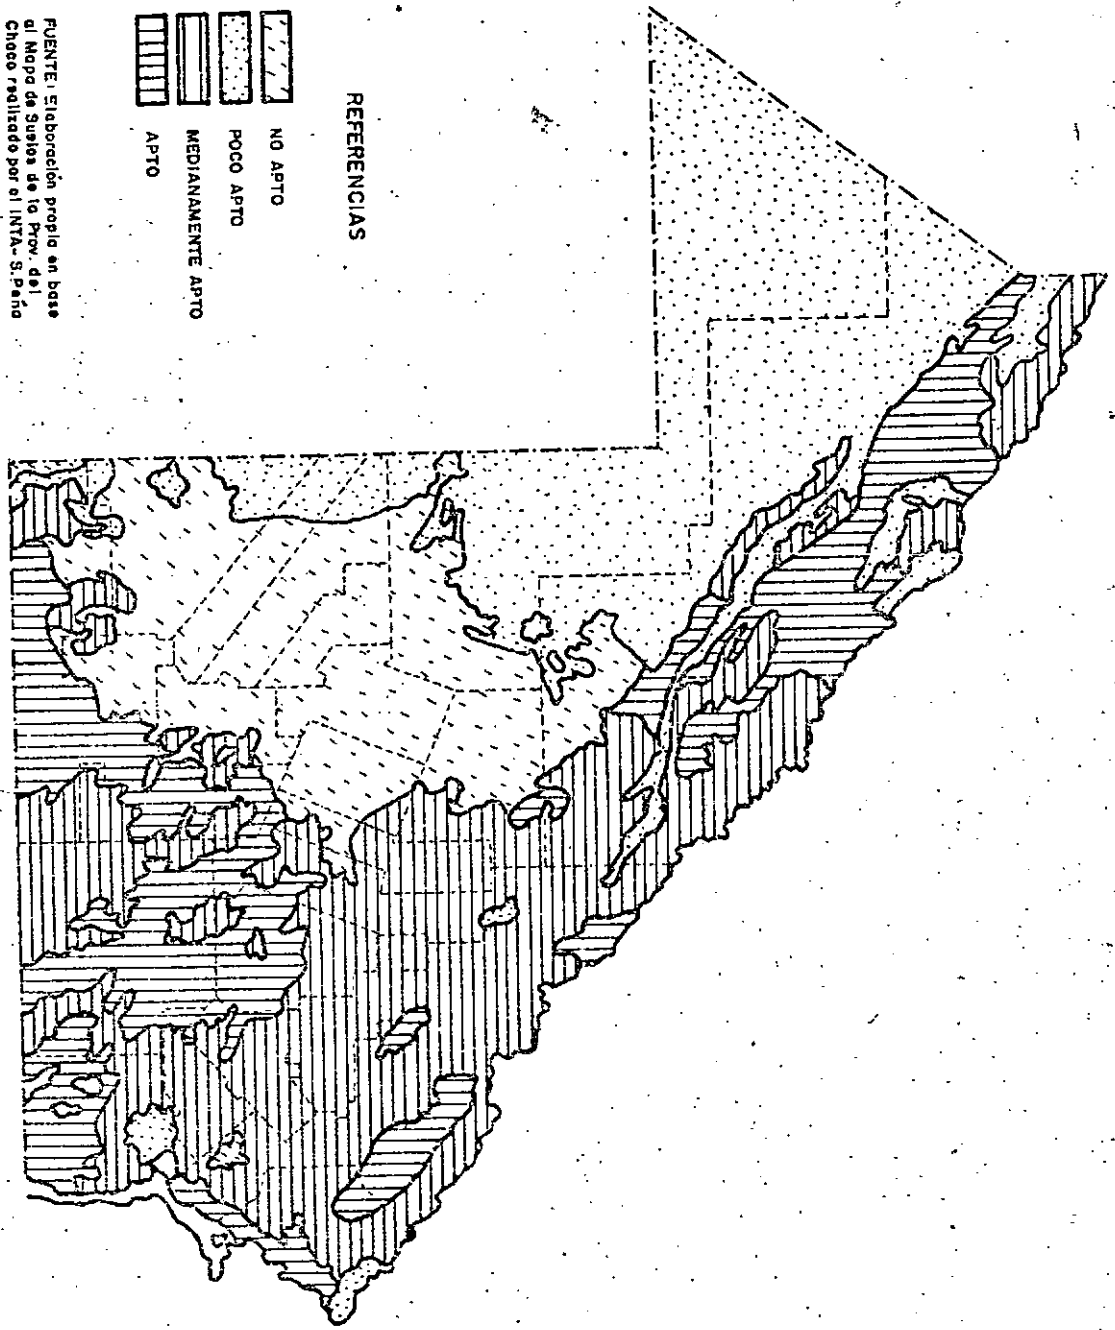 REFERENCIAS
NO APTO
POCO APTO
MEDIANAMENTE APTO
APTO
FUENTE: Elaboración propia en base
al Mapa de Suelos de la Prov. del
Chaco realizado por el INTA- S. Peña